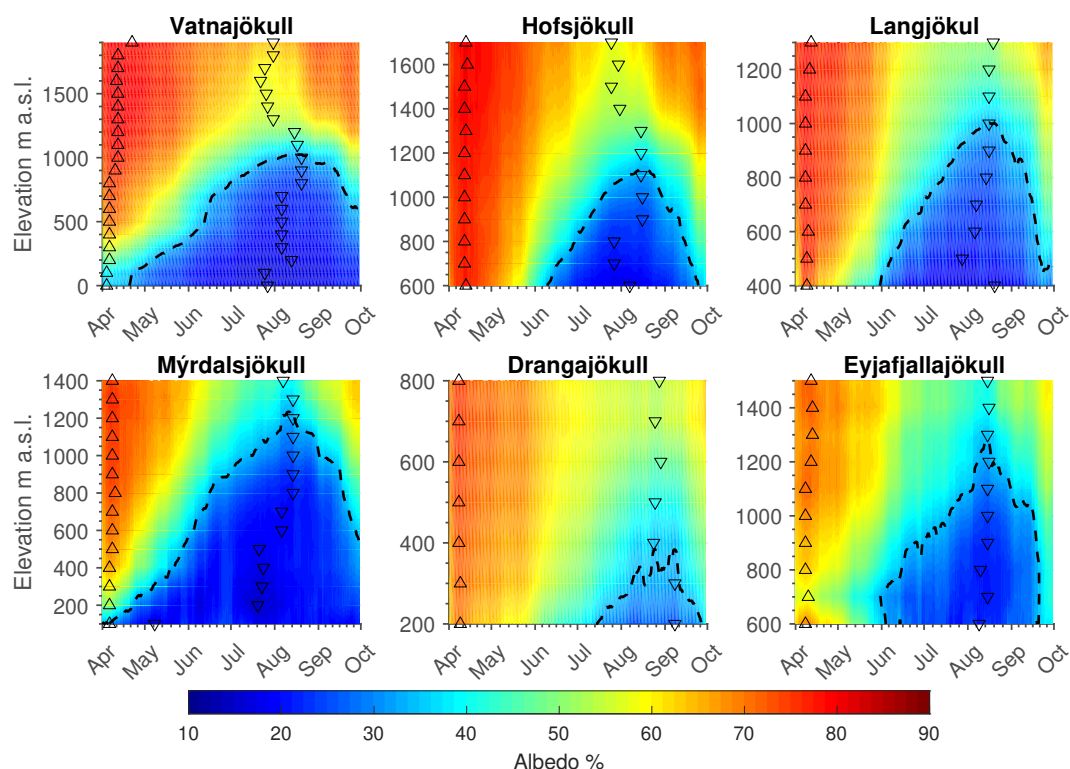 Vatnajökull Hofsjökull Langjökul
Elevation m a.s.l.
1500
1000
500
0
1600
1400
1200
1000
800
600
1200
1000
800
600
400
Apr May Jun Jul Aug Sep Oct
Apr May Jun Jul Aug Sep Oct
Apr May Jun Jul Aug Sep Oct
Mýrdalsjökull Drangajökull Eyjafjallajökull
Elevation m a.s.l.
1400
1200
1000
800
600
400
200
800
600
400
200
1400
1200
1000
800
600
Apr May Jun Jul Aug Sep Oct
Apr May Jun Jul Aug Sep Oct
Apr May Jun Jul Aug Sep Oct
10 20 30 40 50 60 70 80 90
Albedo %